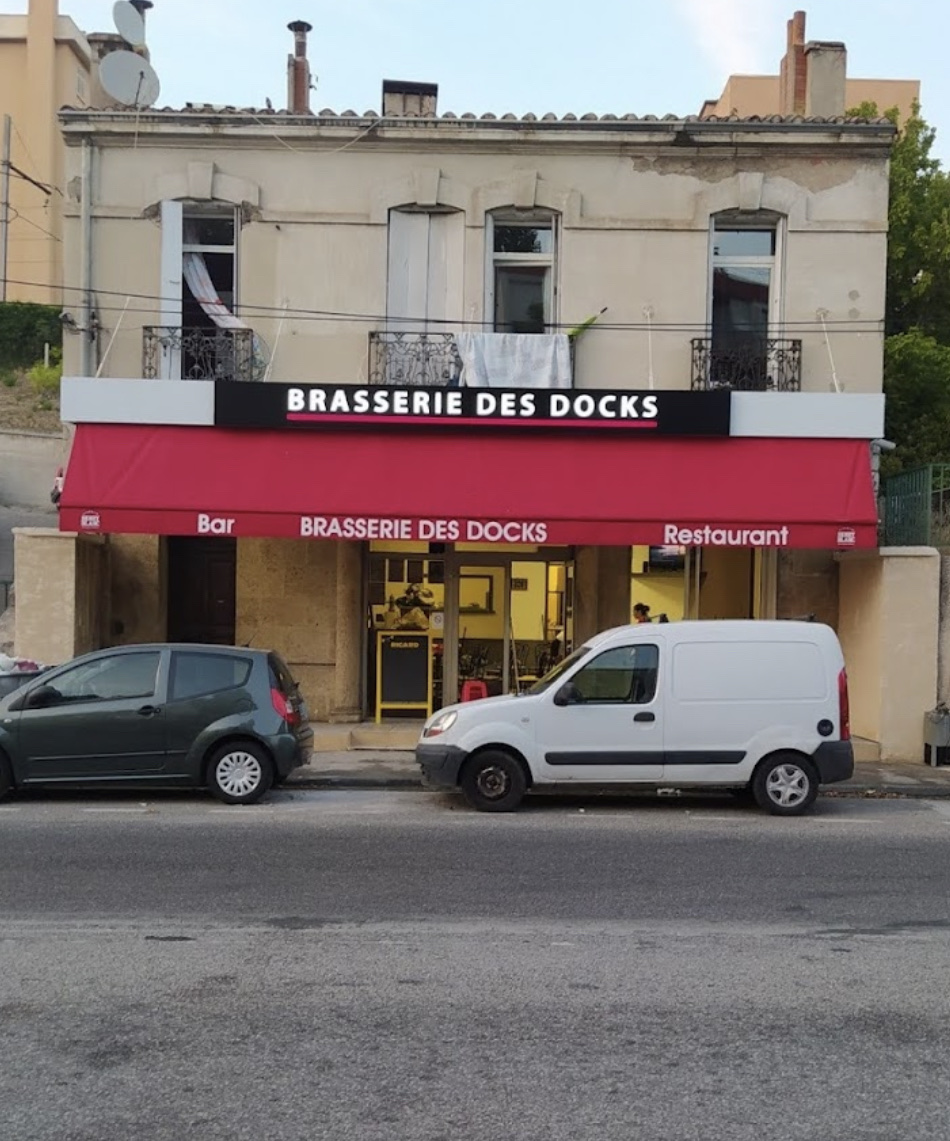 BRASSERIE DES DOCKS
Bar
BRASSERIE DES DOCKS
Restaurant
RICARD